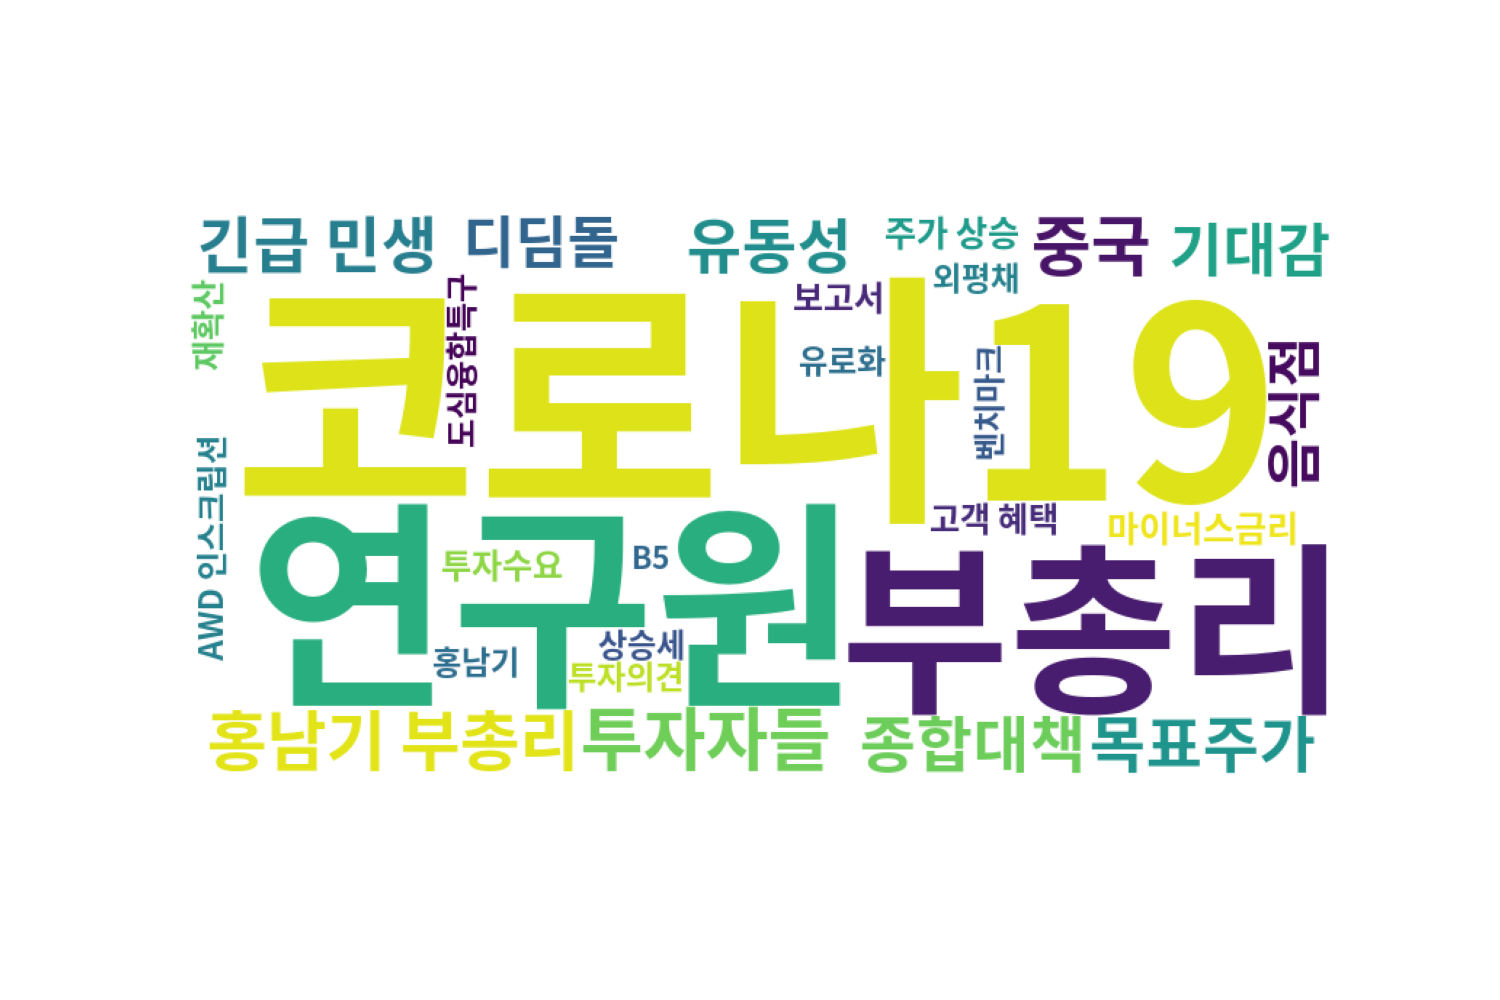 긴급 민생
디딤돌
유동성
주가 상승
중국
기대감
외평채
재확산
도심융합특구
보고서
코로나19
유로화
벤치마크
음식점
AWD 인스크립션
고객 혜택
마이너스금리
연구원
투자수요
B5
부총리
상승세
홍남기
투자의견
홍남기 부총리
투자자들
종합대책
목표주가